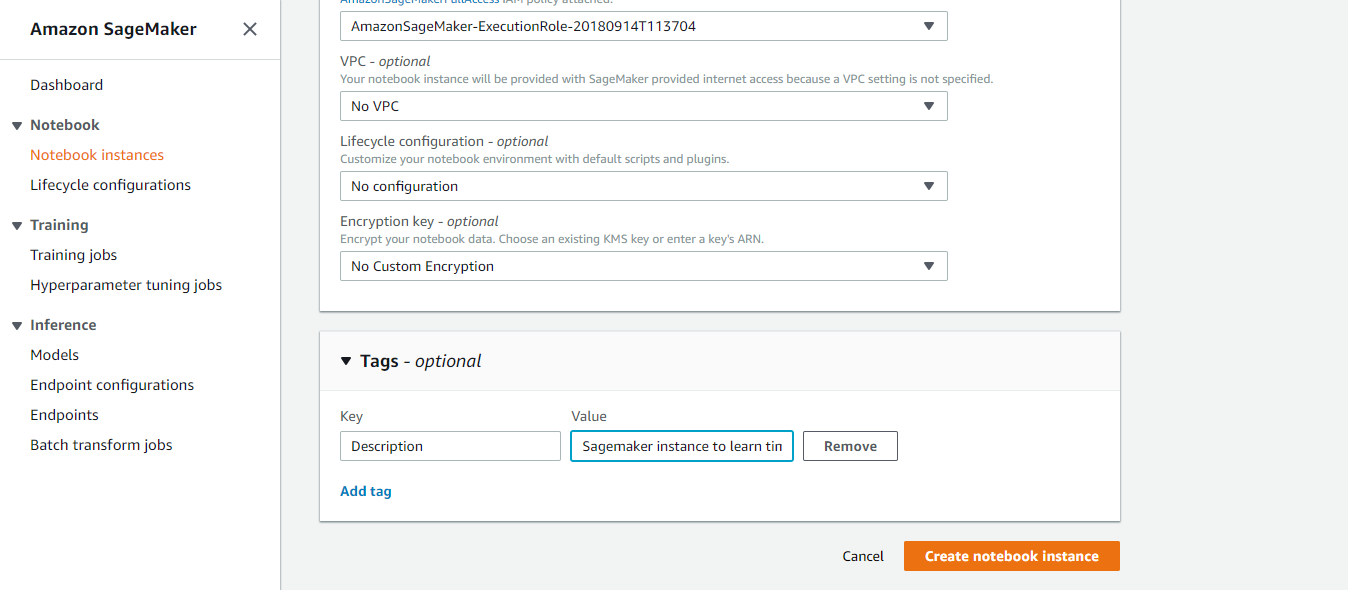 Amazon SageMaker
Dashboard
Notebook
Notebook instances
Lifecycle configurations
Training
Training jobs
Hyperparameter tuning jobs
Inference
Models
Endpoint configurations
Endpoints
Batch transform jobs
AmazonSageMakerFullAccess IAM policy attached.
AmazonSageMaker-ExecutionRole-20180914T113704
VPC - optional
Your notebook instance will be provided with SageMaker provided internet access because a VPC setting is not specified.
No VPC
Lifecycle configuration - optional
Customize your notebook environment with default scripts and plugins.
No configuration
Encryption key - optional
Encrypt your notebook data. Choose an existing KMS key or enter a key's ARN.
No Custom Encryption
Tags - optional
Key Value
Description Sagemaker instance to learn Remove
Add tag
Cancel Create notebook instance